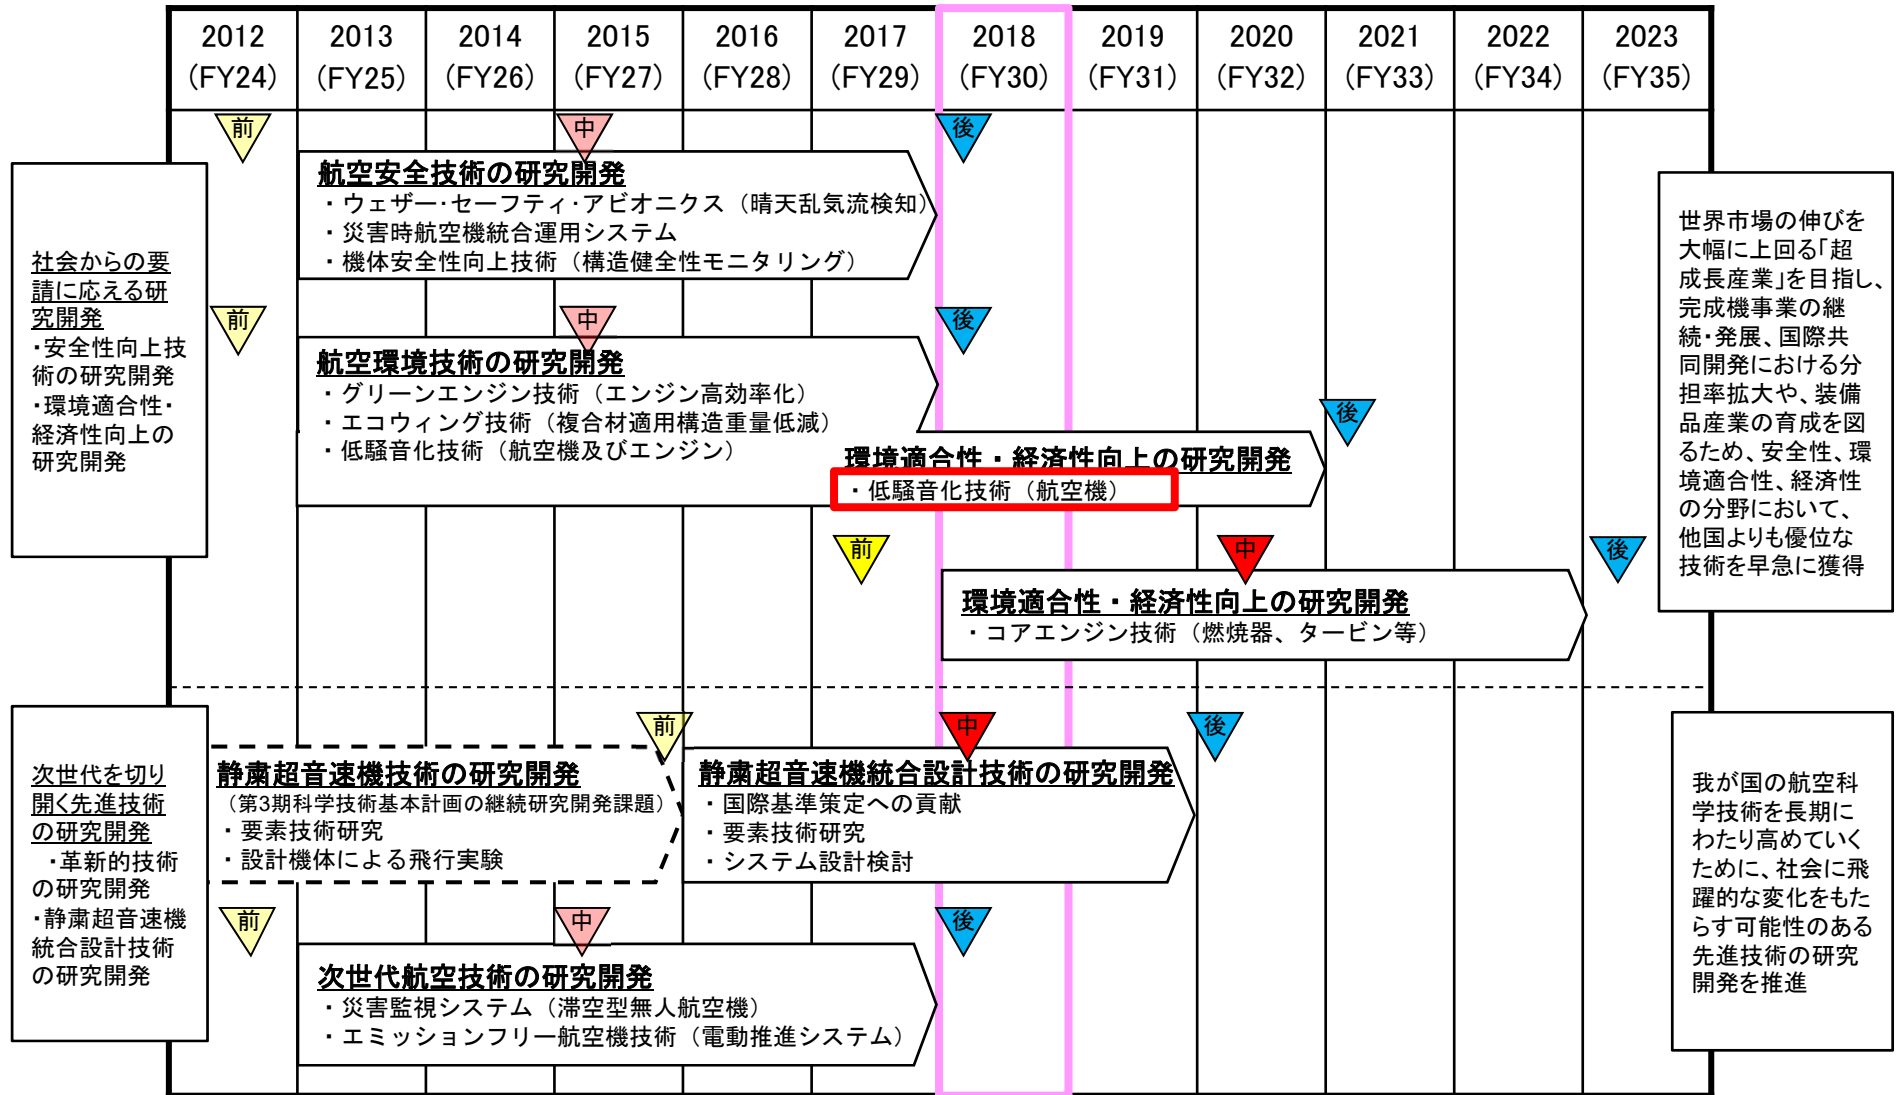 2012 2013 2014 2015 2016 2017 2018 2019 2020 2021 2022 2023
(FY24) (FY25) (FY26) (FY27) (FY28) (FY29) (FY30) (FY31) (FY32) (FY33) (FY34) (FY35)
社会からの要
請に応える研
究開発
・安全性向上技
術の研究開発
・環境適合性・
経済性向上の
研究開発
前 中 後
航空安全技術の研究開発
・ウェザー・セーフティ・アビオニクス（晴天乱気流検知）
・災害時航空機統合運用システム
・機体安全性向上技術（構造健全性モニタリング）
前 中 後
航空環境技術の研究開発
・グリーンエンジン技術（エンジン高効率化）
・エコウィング技術（複合材適用構造重量低減）
・低騒音化技術（航空機及びエンジン）
後
環境適合性・経済性向上の研究開発
・低騒音化技術（航空機）
前 中 後
環境適合性・経済性向上の研究開発
・コアエンジン技術（燃焼器、タービン等）
世界市場の伸びを
大幅に上回る「超
成長産業」を目指し、
完成機事業の継
続・発展、国際共
同開発における分
担率拡大や、装備
品産業の育成を図
るため、安全性、環
境適合性、経済性
の分野において、
他国よりも優位な
技術を早急に獲得
次世代を切り
開く先進技術
の研究開発
・革新的技術
の研究開発
・静粛超音速機
統合設計技術
の研究開発
前 中 後
静粛超音速機技術の研究開発
（第3期科学技術基本計画の継続研究開発課題）
・要素技術研究
・設計機体による飛行実験
静粛超音速機統合設計技術の研究開発
・国際基準策定への貢献
・要素技術研究
・システム設計検討
前 中 後
次世代航空技術の研究開発
・災害監視システム（滞空型無人航空機）
・エミッションフリー航空機技術（電動推進システム）
我が国の航空科
学技術を長期に
わたり高めていく
ために、社会に飛
躍的な変化をもた
らす可能性のある
先進技術の研究
開発を推進